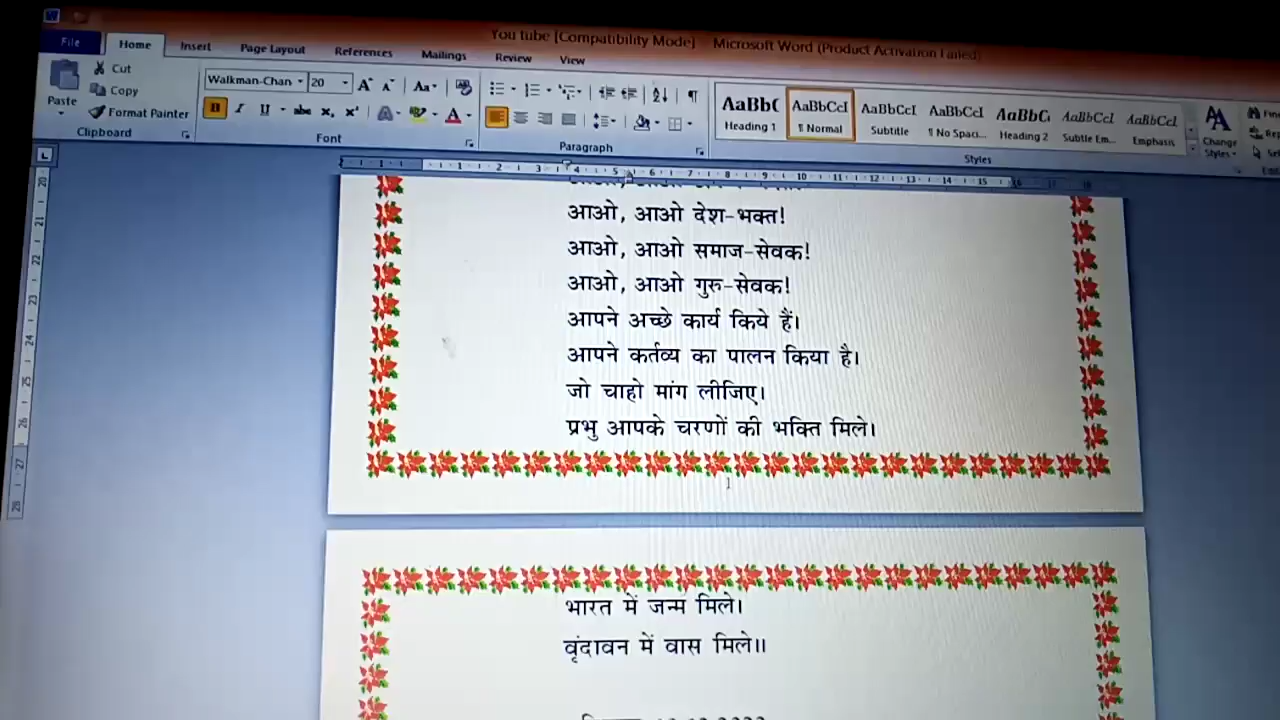 You tube [Compatibility Mode] - Microsoft Word (Product Activation Failed)
File Home Insert Page Layout References Mailings Review View
Paste Cut Copy Format Painter
Clipboard
Walkman-Chan 20
Font
Paragraph
AaBbC AaBbCcI AaBbCcI AaBbCcI AaBbC AaBbCcI AaBbCcI
Heading 1 ¶ Normal Subtitle ¶ No Spaci... Heading 2 Subtle Em... Emphasis
Change Styles
Styles
आओ, आओ देश-भक्त!
आओ, आओ समाज-सेवक!
आओ, आओ गुरु-सेवक!
आपने अच्छे कार्य किये हैं।
आपने कर्तव्य का पालन किया है।
जो चाहो मांग लीजिए।
प्रभु आपके चरणों की भक्ति मिले।
भारत में जन्म मिले।
वृंदावन में वास मिले॥